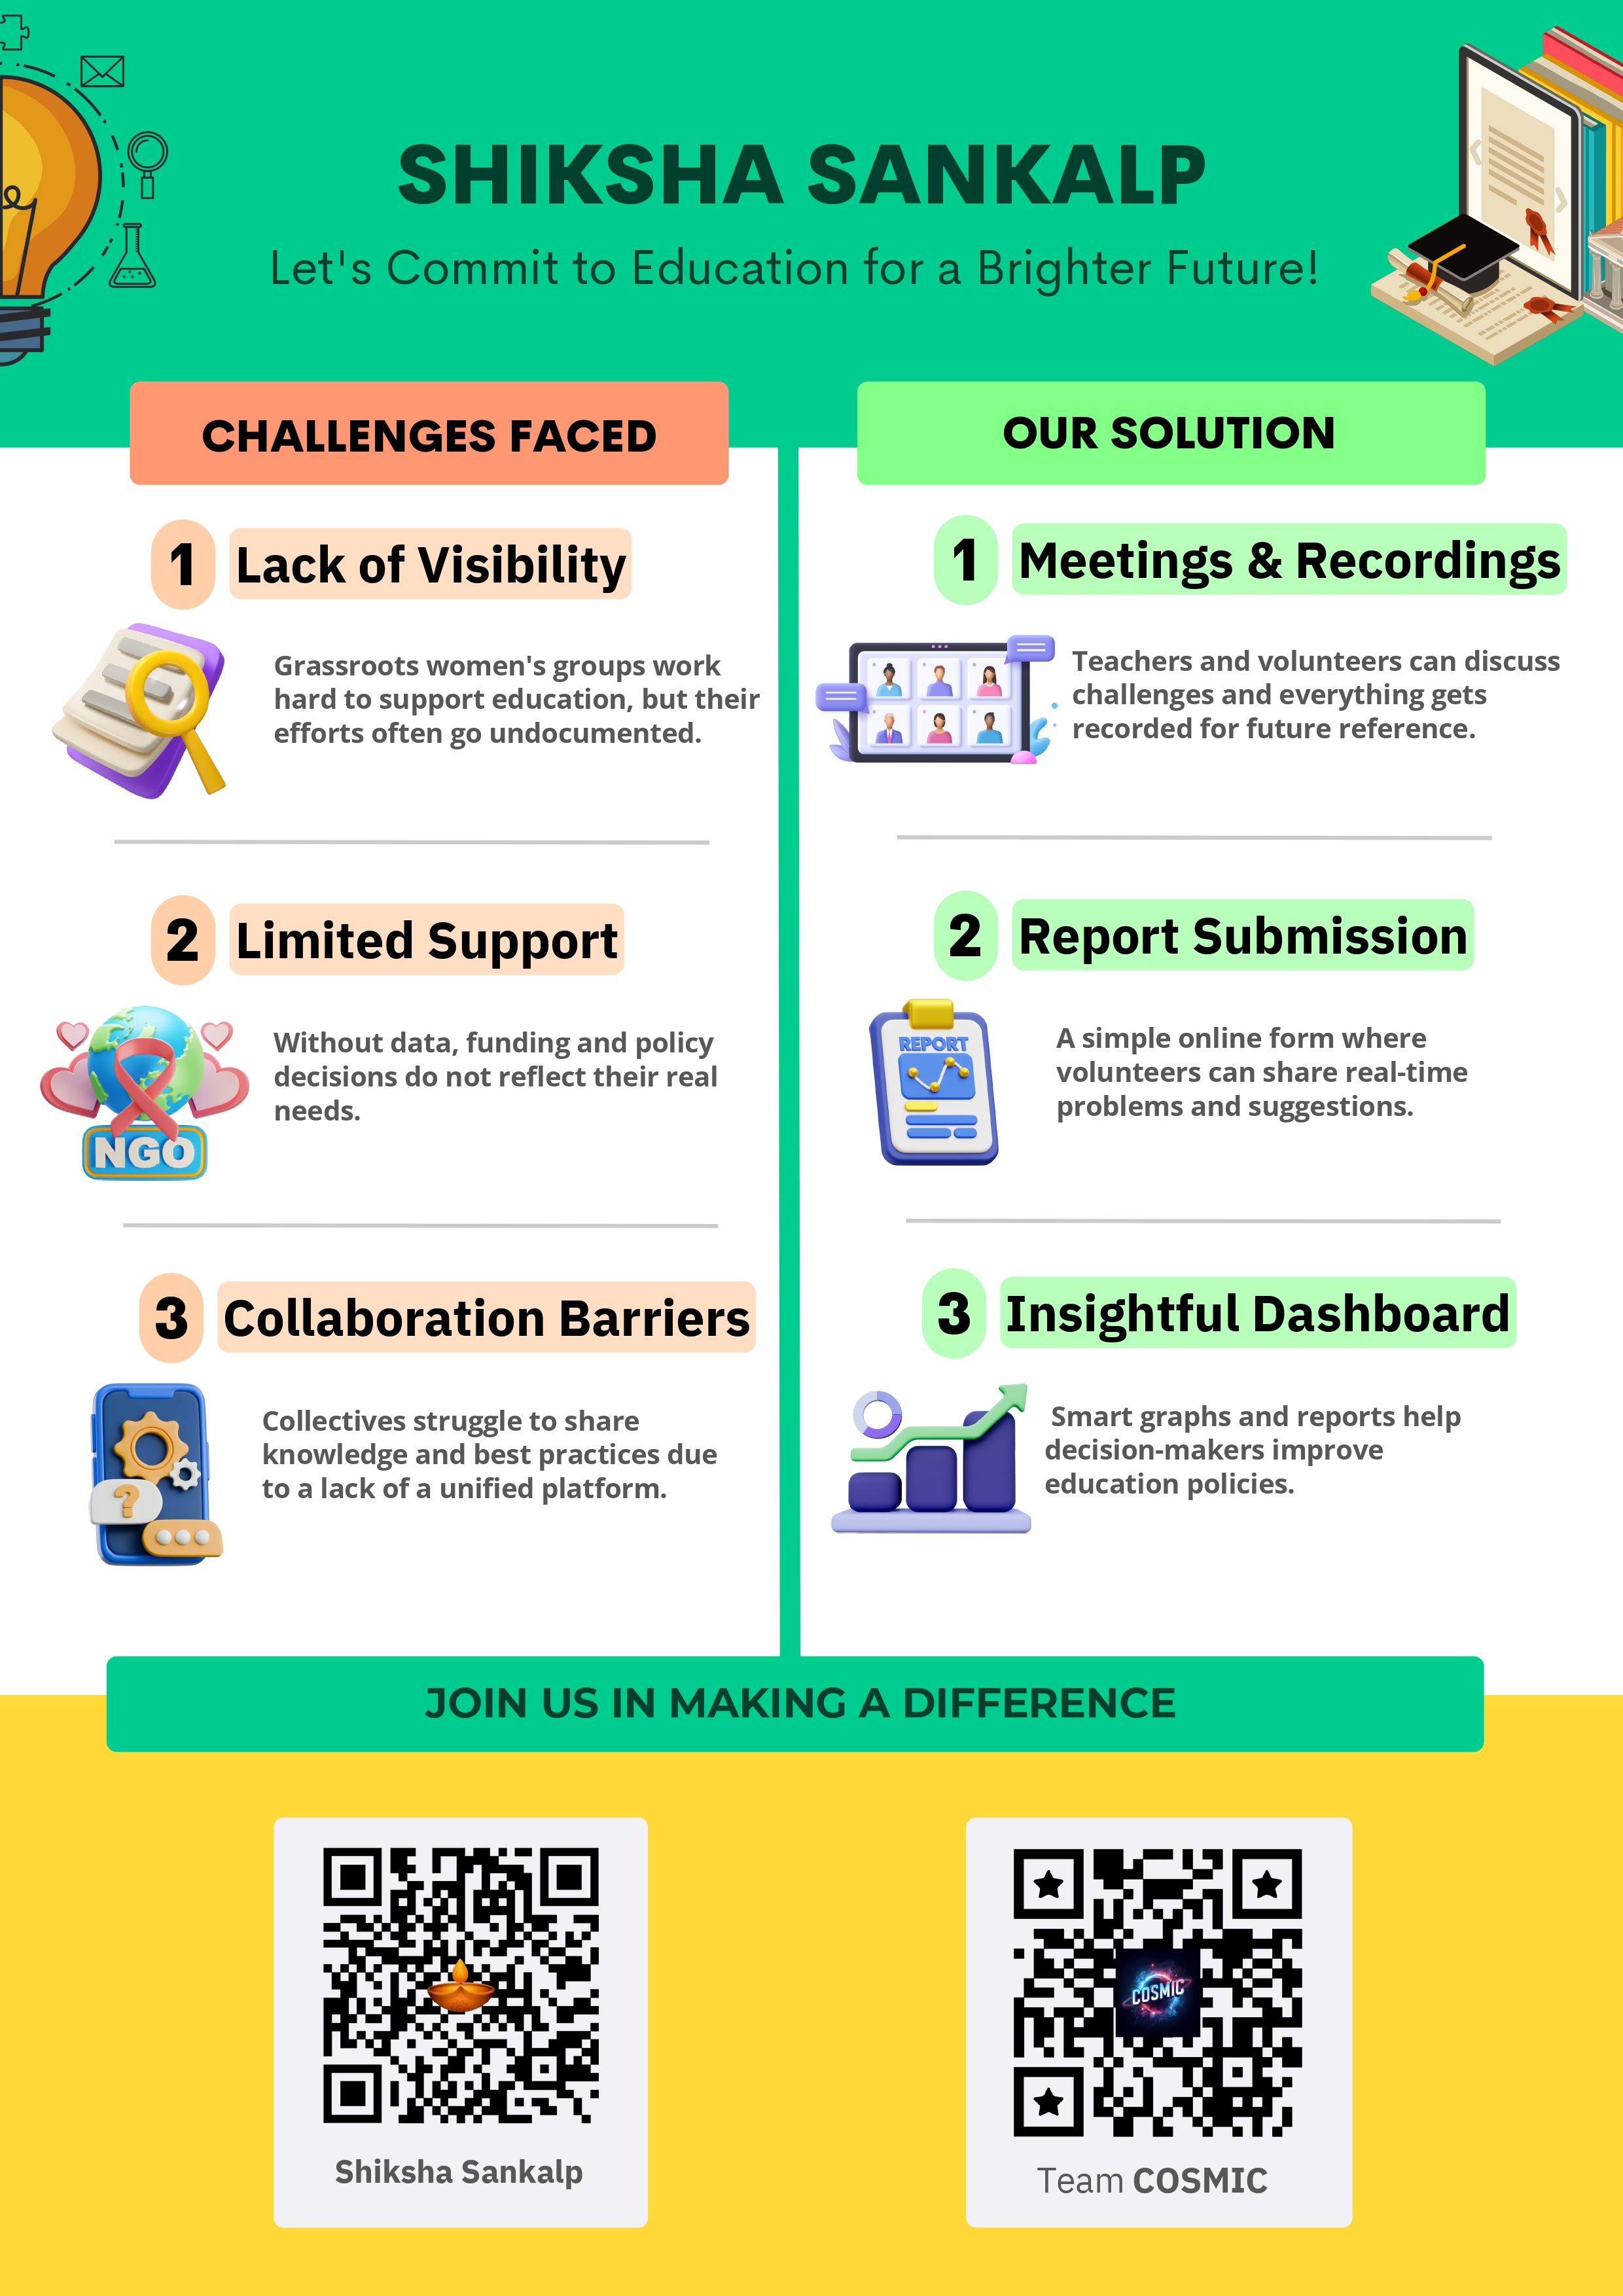 SHIKSHA SANKALP
Let's Commit to Education for a Brighter Future!
CHALLENGES FACED
1 Lack of Visibility
Grassroots women's groups work
hard to support education, but their
efforts often go undocumented.
2 Limited Support
NGO
Without data, funding and policy
decisions do not reflect their real
needs.
3 Collaboration Barriers
?
Collectives struggle to share
knowledge and best practices due
to a lack of a unified platform.
OUR SOLUTION
1 Meetings & Recordings
Teachers and volunteers can discuss
challenges and everything gets
recorded for future reference.
2 Report Submission
REPORT
A simple online form where
volunteers can share real-time
problems and suggestions.
3 Insightful Dashboard
Smart graphs and reports help
decision-makers improve
education policies.
JOIN US IN MAKING A DIFFERENCE
Shiksha Sankalp
COSMIC
Team COSMIC